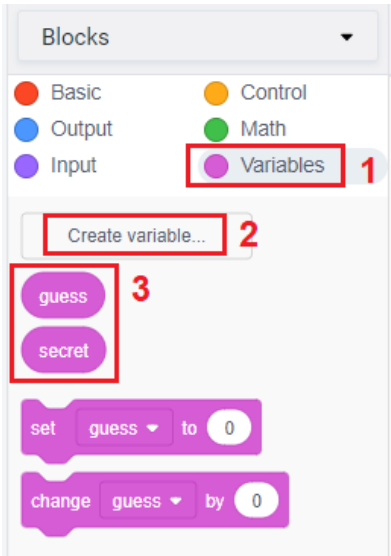 Blocks
Basic Control
Output Math
Input Variables 1
Create variable... 2
guess 3
secret
set guess to 0
change guess by 0